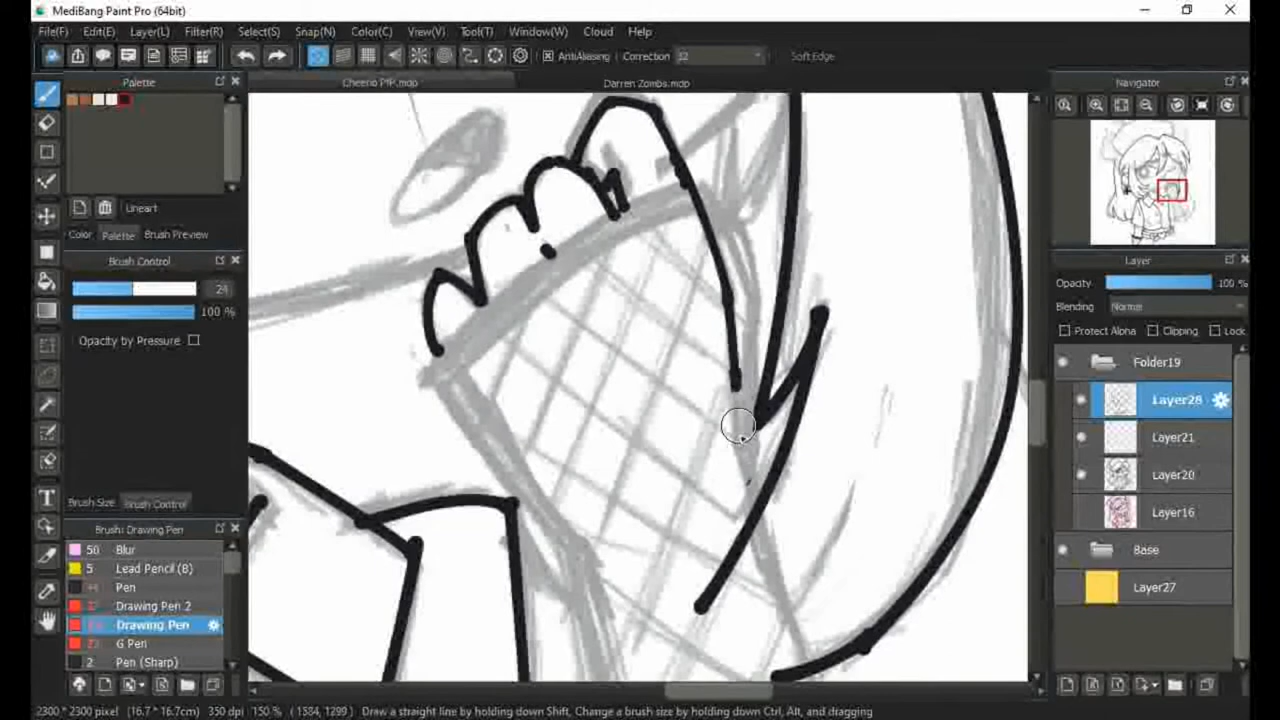 MediBang Paint Pro (64bit)
File(F) Edit(E) Layer(L) Filter(R) Select(S) Snap(N) Color(C) View(V) Tool(T) Window(W) Cloud Help
AntiAliasing Correction 12 Soft Edge
Palette
Cheerio PfP.mdp Darren Zombs.mdp
Navigator
Lineart
Color Palette Brush Preview
Brush Control
24
100 %
Opacity by Pressure
Brush Size Brush Control
Brush: Drawing Pen
50 Blur
5 Lead Pencil (B)
Pen
Drawing Pen 2
Drawing Pen
G Pen
2 Pen (Sharp)
Layer
Opacity: 100 %
Blending: Normal
Protect Alpha Clipping Lock
Folder19
Layer28
Layer21
Layer20
Layer16
Base
Layer27
2300 * 2300 pixel (16.7 * 16.7cm) 350 dpi 150 % ( 1384, 1299 ) Draw a straight line by holding down Shift, Change a brush size by holding down Ctrl, Alt, and dragging